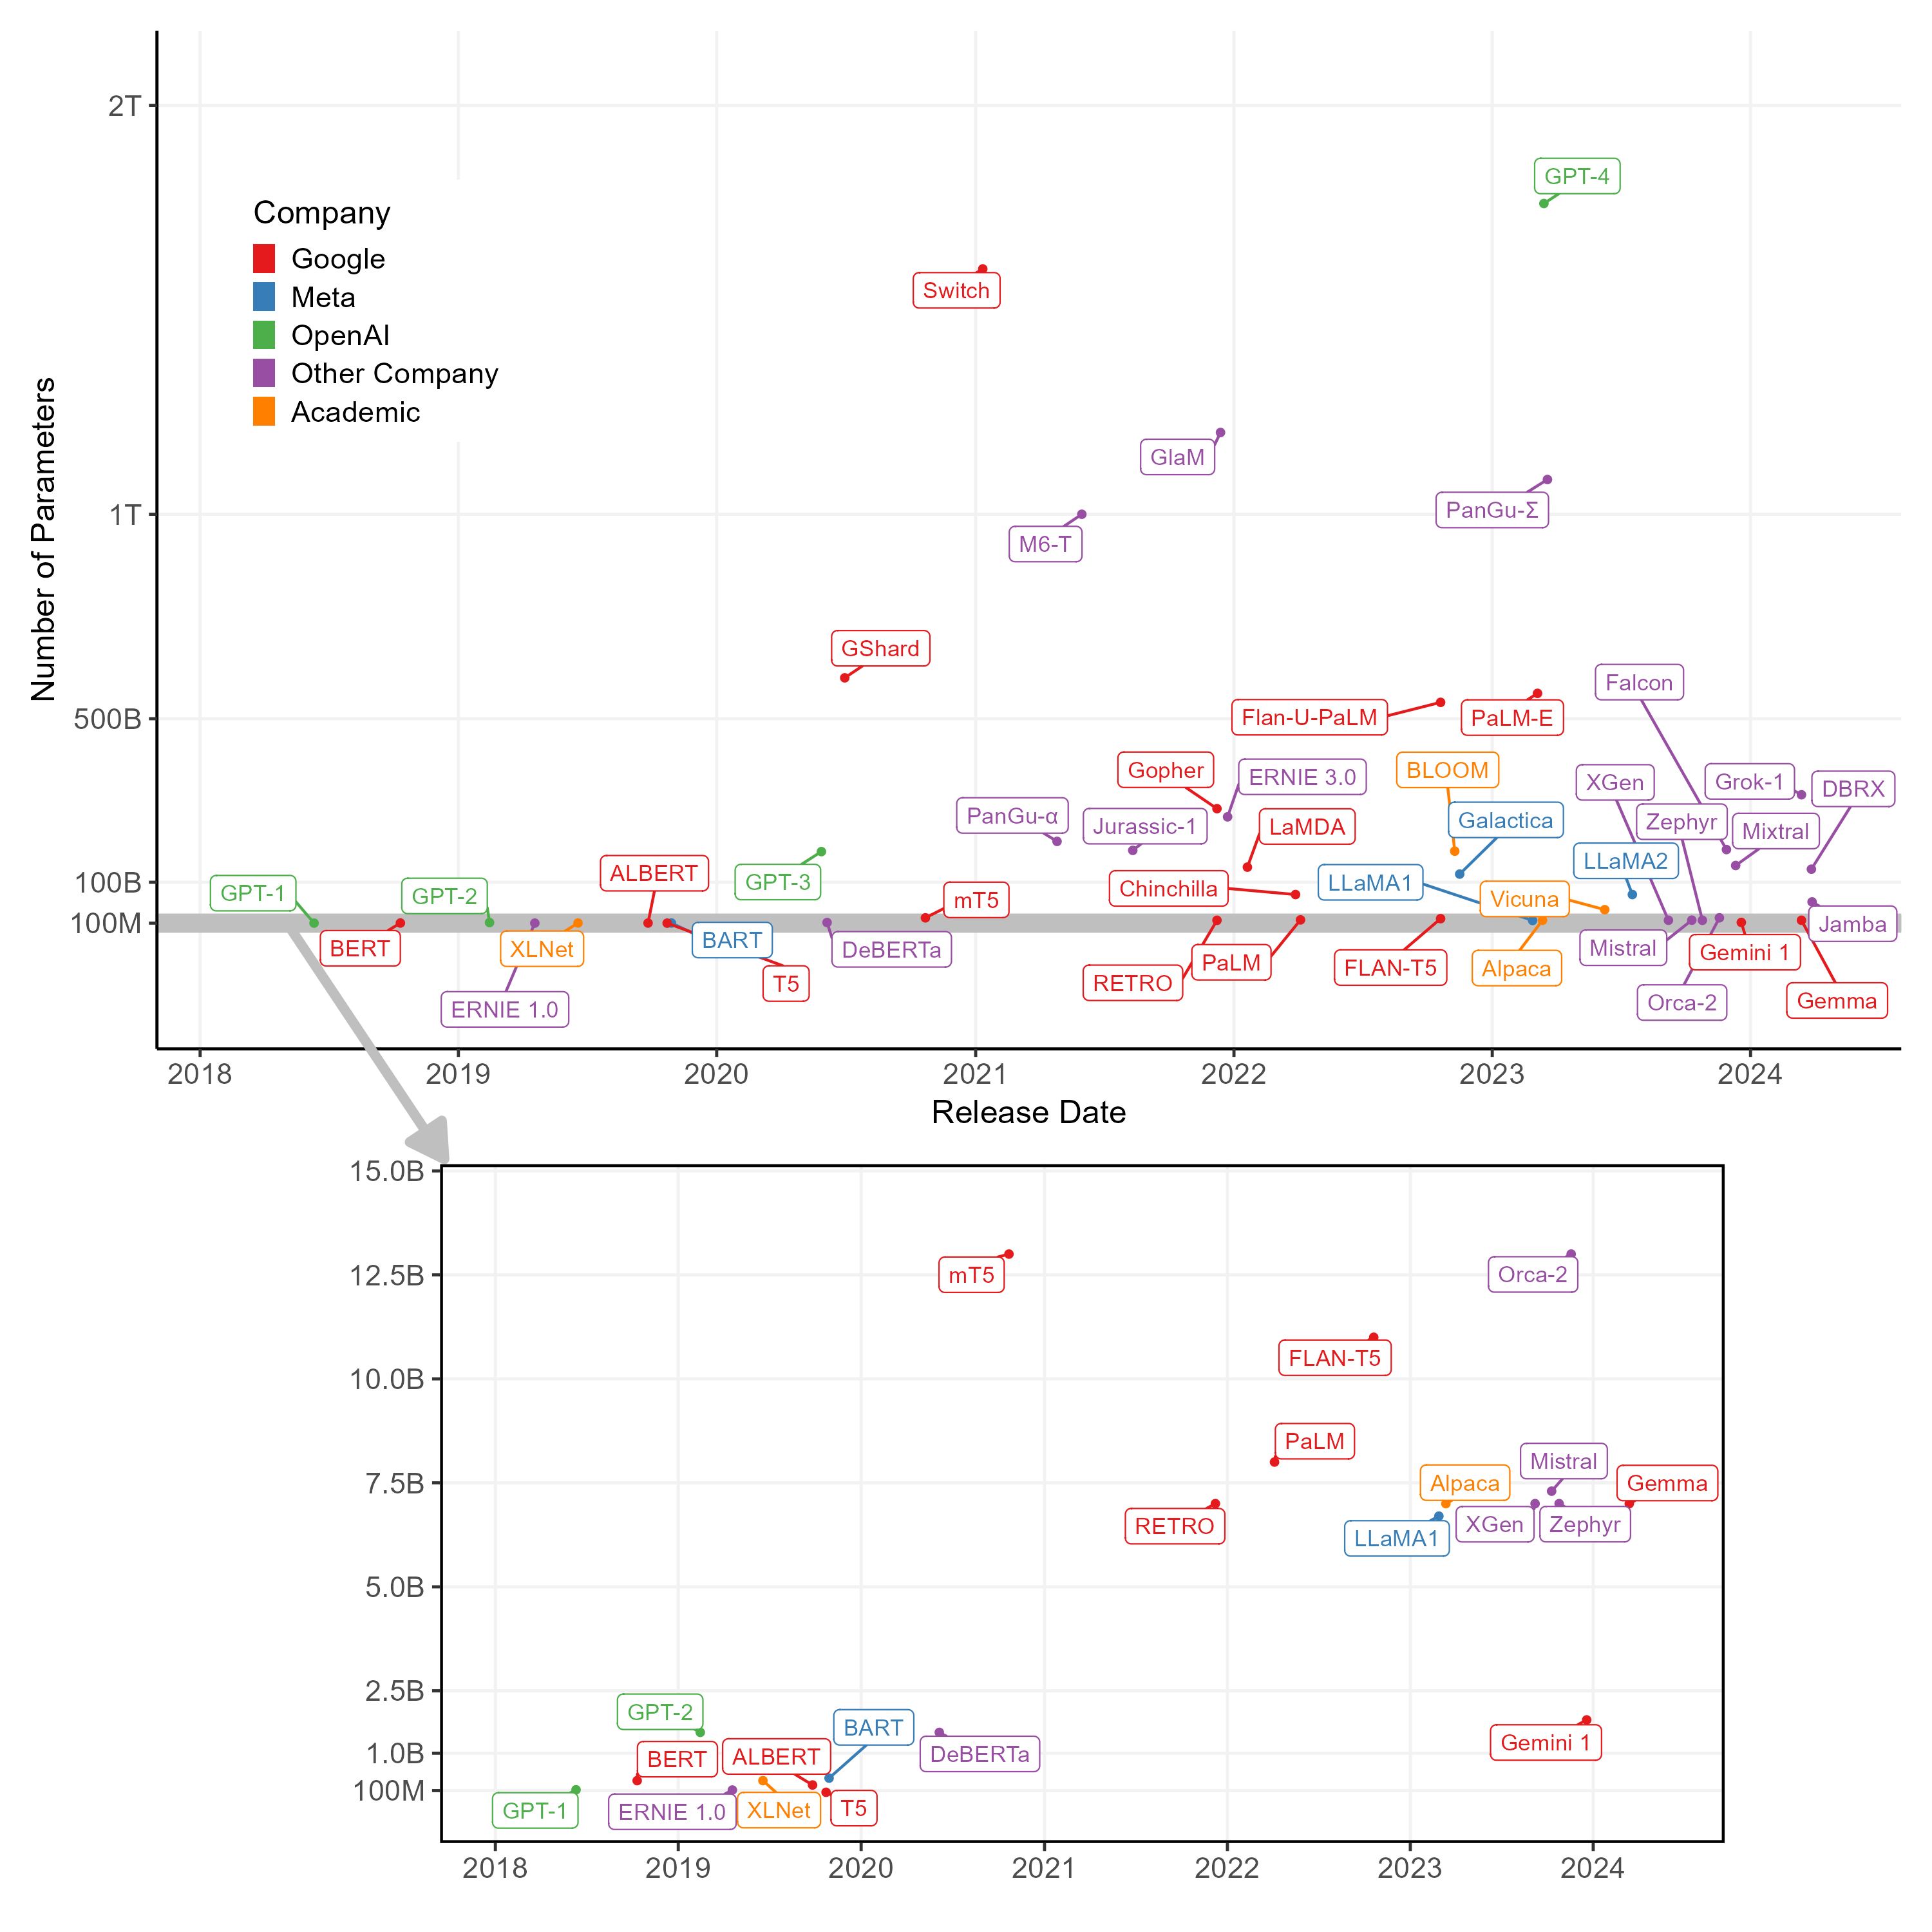 2T
1T
500B
100B
100M
Number of Parameters
Company
Google
Meta
OpenAI
Other Company
Academic
GPT-4
Switch
GlaM
PanGu-Σ
M6-T
GShard
Falcon
Flan-U-PaLM
PaLM-E
Gopher
ERNIE 3.0
BLOOM
XGen
Grok-1
DBRX
PanGu-α
Jurassic-1
LaMDA
Galactica
Zephyr
Mixtral
ALBERT
GPT-3
LLaMA2
GPT-1
GPT-2
mT5
Chinchilla
LLaMA1
Vicuna
BERT
XLNet
BART
DeBERTa
Mistral
Gemini 1
Jamba
T5
RETRO
PaLM
FLAN-T5
Alpaca
ERNIE 1.0
Orca-2
Gemma
2018
2019
2020
2021
2022
2023
2024
Release Date
15.0B
12.5B
10.0B
7.5B
5.0B
2.5B
1.0B
100M
mT5
Orca-2
FLAN-T5
PaLM
Mistral
Alpaca
Gemma
RETRO
LLaMA1
XGen
Zephyr
GPT-2
BART
Gemini 1
BERT
ALBERT
DeBERTa
GPT-1
ERNIE 1.0
XLNet
T5
2018
2019
2020
2021
2022
2023
2024